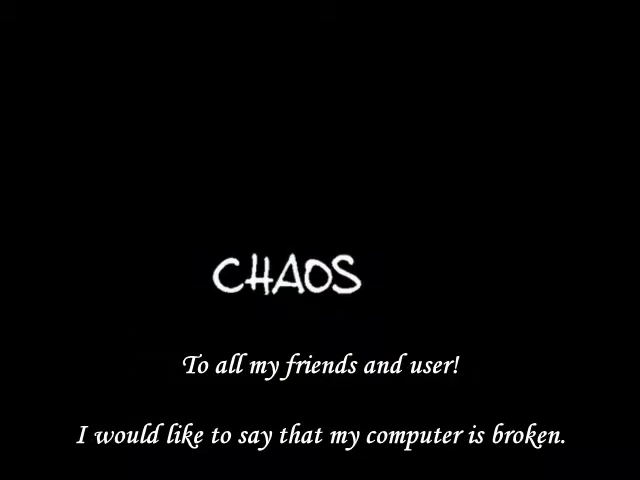 CHAOS
To all my friends and user!
I would like to say that my computer is broken.